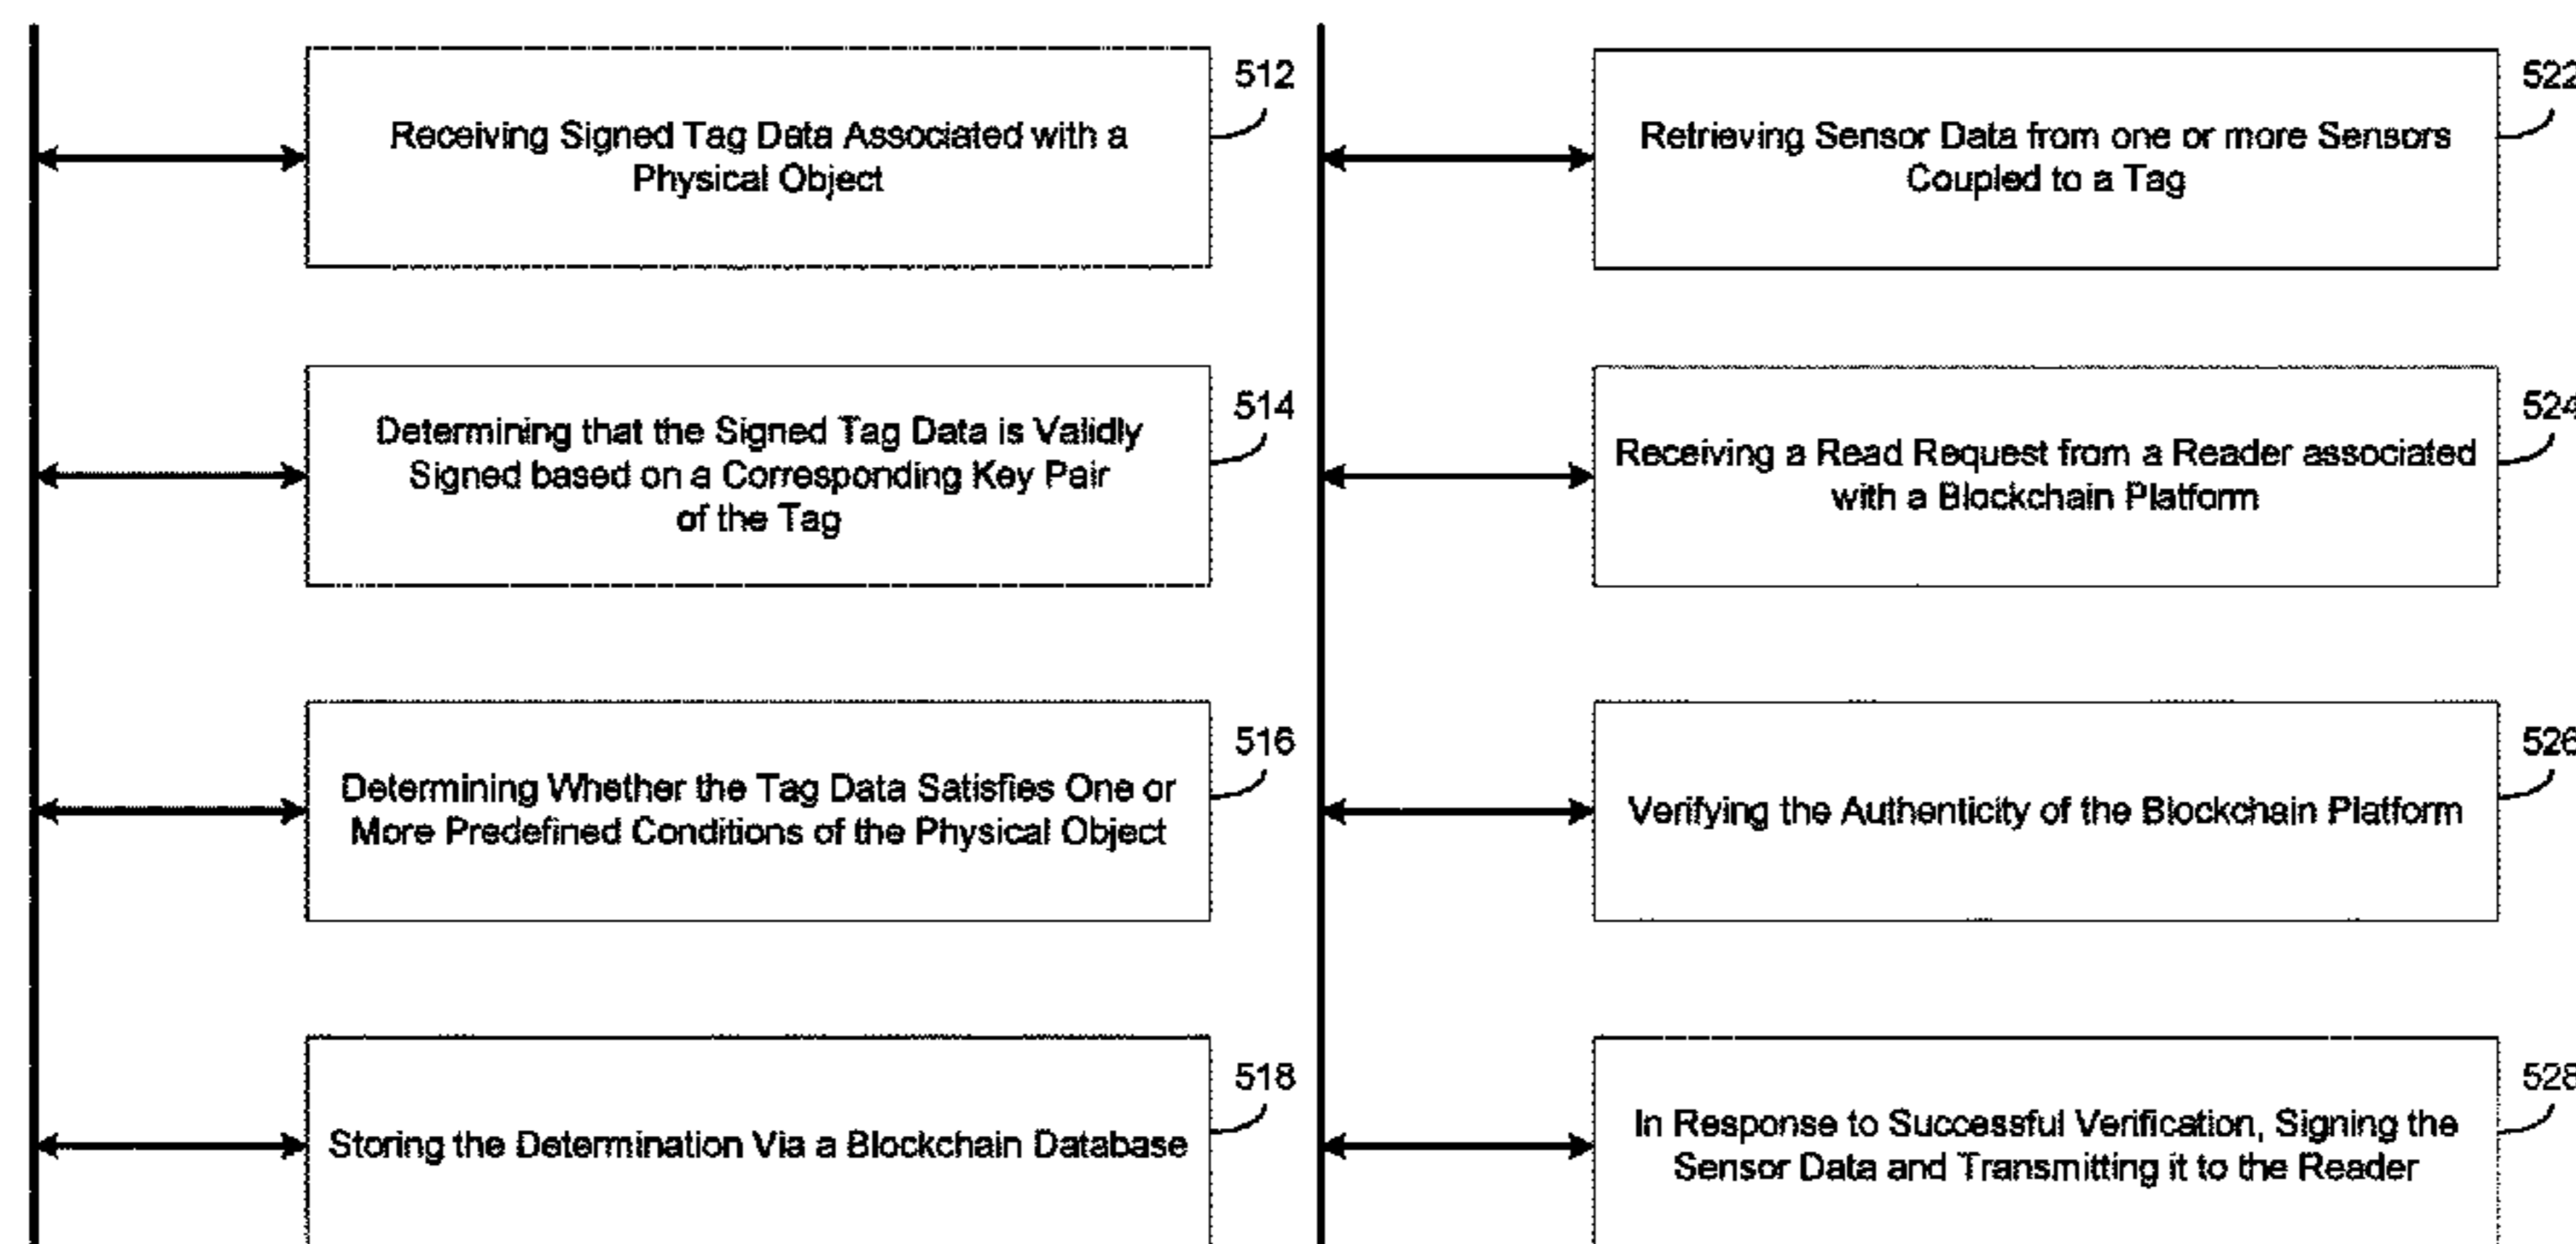 512
Receiving Signed Tag Data Associated with a
Physical Object
514
Determining that the Signed Tag Data is Validly
Signed based on a Corresponding Key Pair
of the Tag
516
Determining Whether the Tag Data Satisfies One or
More Predefined Conditions of the Physical Object
518
Storing the Determination Via a Blockchain Database
522
Retrieving Sensor Data from one or more Sensors
Coupled to a Tag
524
Receiving a Read Request from a Reader associated
with a Blockchain Platform
526
Verifying the Authenticity of the Blockchain Platform
528
In Response to Successful Verification, Signing the
Sensor Data and Transmitting it to the Reader